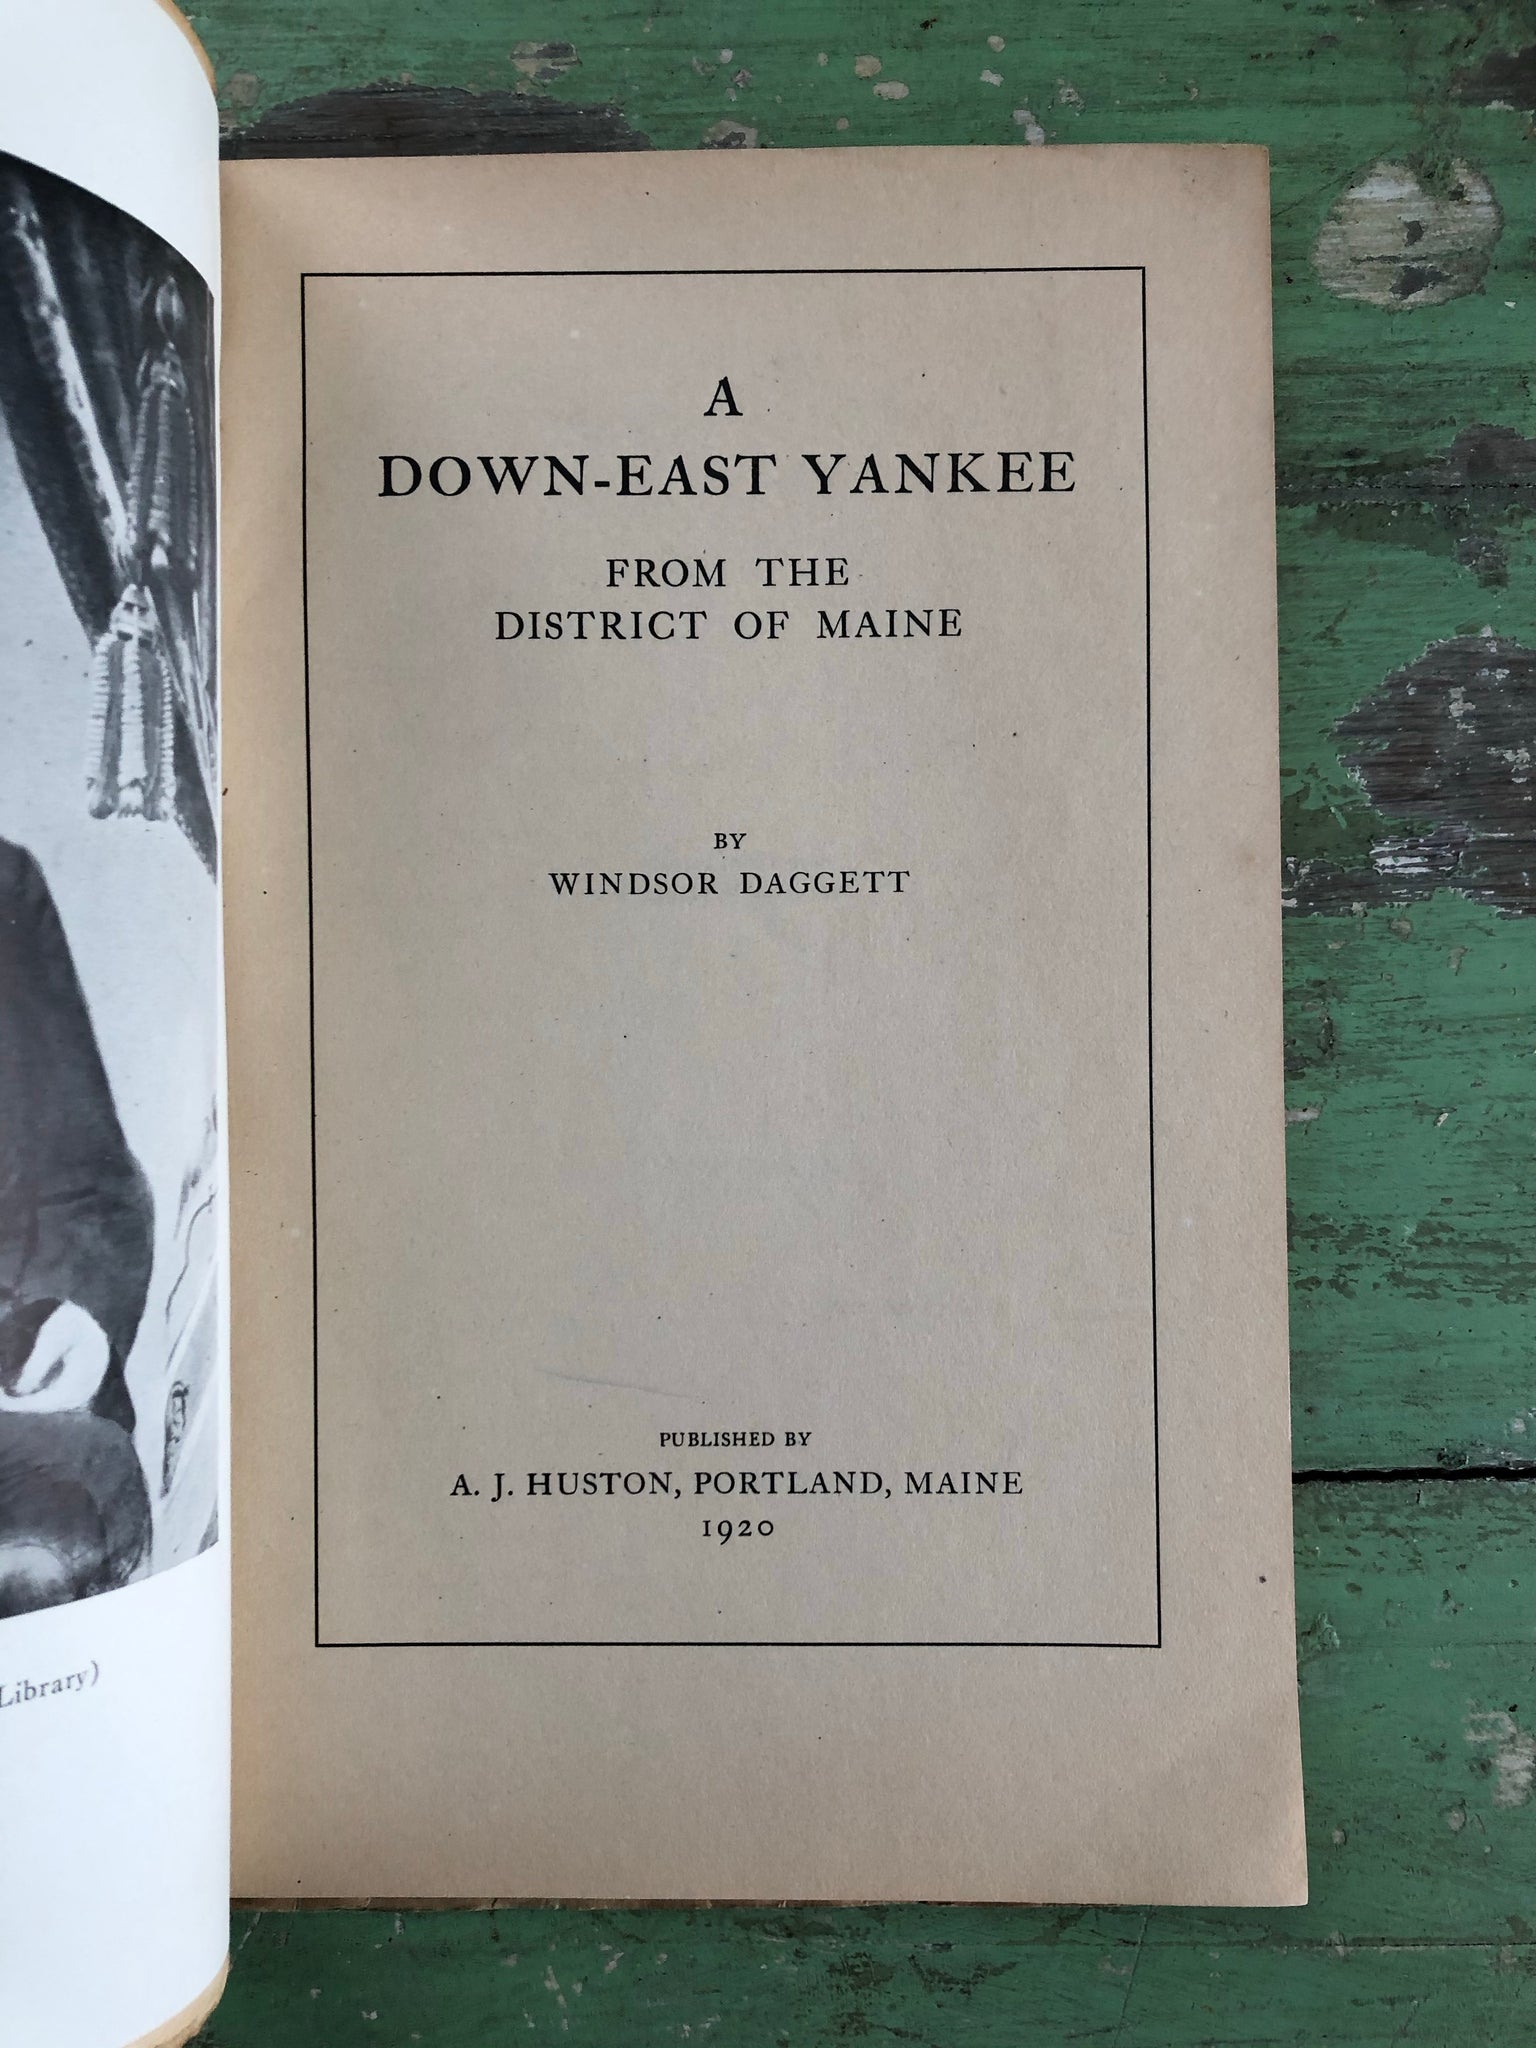 A
DOWN-EAST YANKEE
FROM THE
DISTRICT OF MAINE
BY
WINDSOR DAGGETT
PUBLISHED BY
A. J. HUSTON, PORTLAND, MAINE
1920
Library)